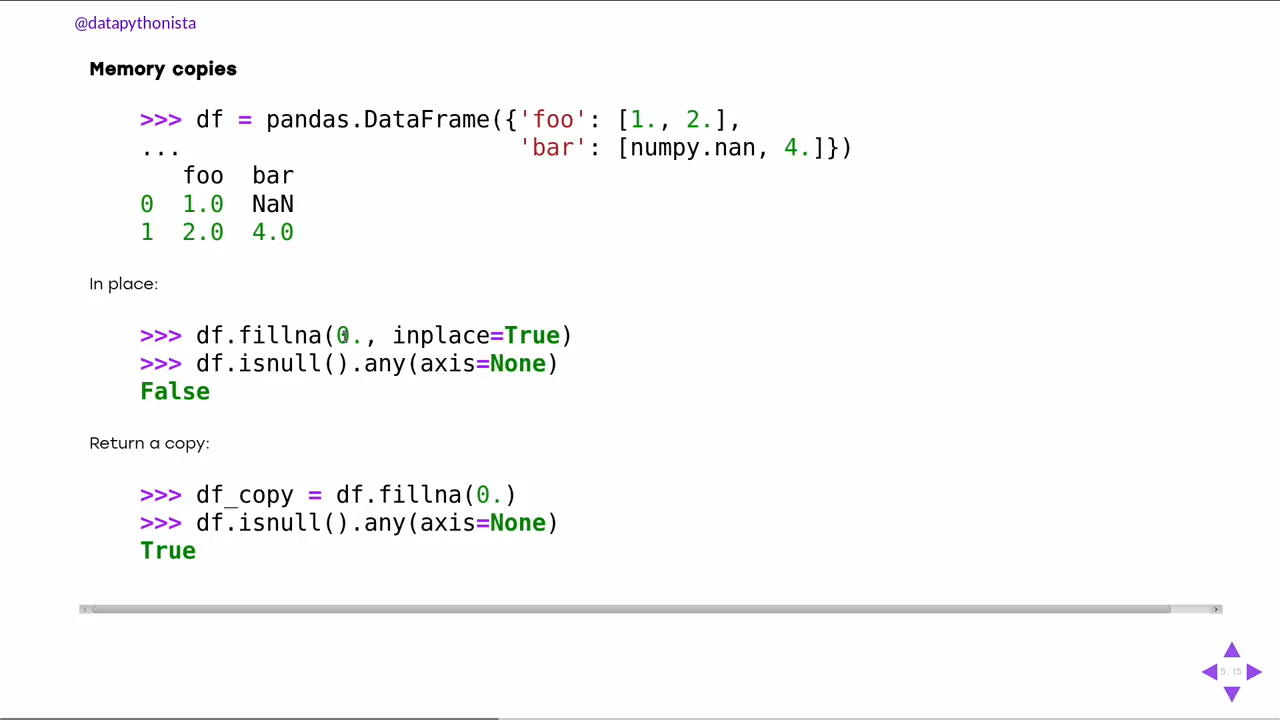 @datapythonista
Memory copies
>>> df = pandas.DataFrame({'foo': [1., 2.],
...                        'bar': [numpy.nan, 4.]})
   foo  bar
0  1.0  NaN
1  2.0  4.0
In place:
>>> df.fillna(0., inplace=True)
>>> df.isnull().any(axis=None)
False
Return a copy:
>>> df_copy = df.fillna(0.)
>>> df.isnull().any(axis=None)
True
5.15